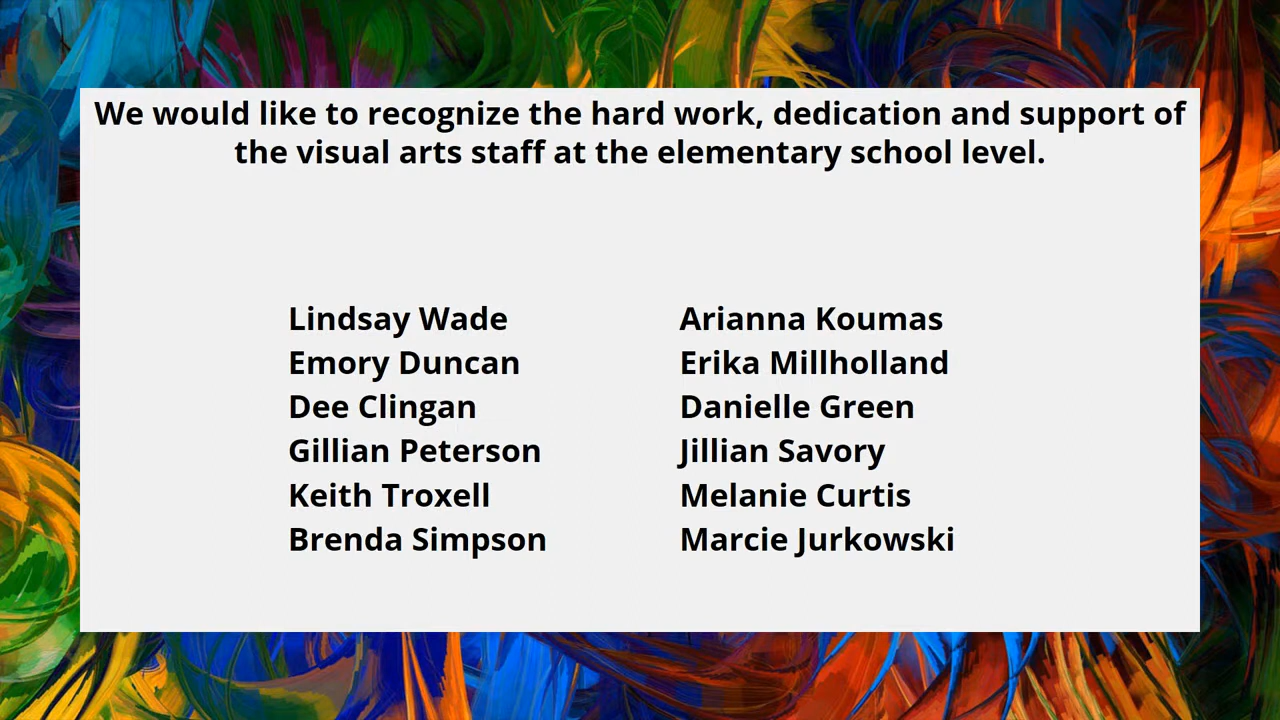 We would like to recognize the hard work, dedication and support of
the visual arts staff at the elementary school level.
Lindsay Wade
Emory Duncan
Dee Clingan
Gillian Peterson
Keith Troxell
Brenda Simpson
Arianna Koumas
Erika Millholland
Danielle Green
Jillian Savory
Melanie Curtis
Marcie Jurkowski